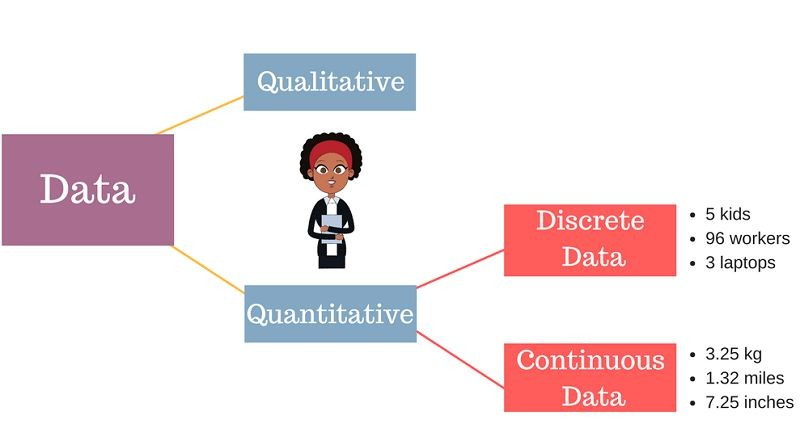 Data
Qualitative
Quantitative
Discrete
Data
5 kids
96 workers
3 laptops
Continuous
Data
3.25 kg
1.32 miles
7.25 inches